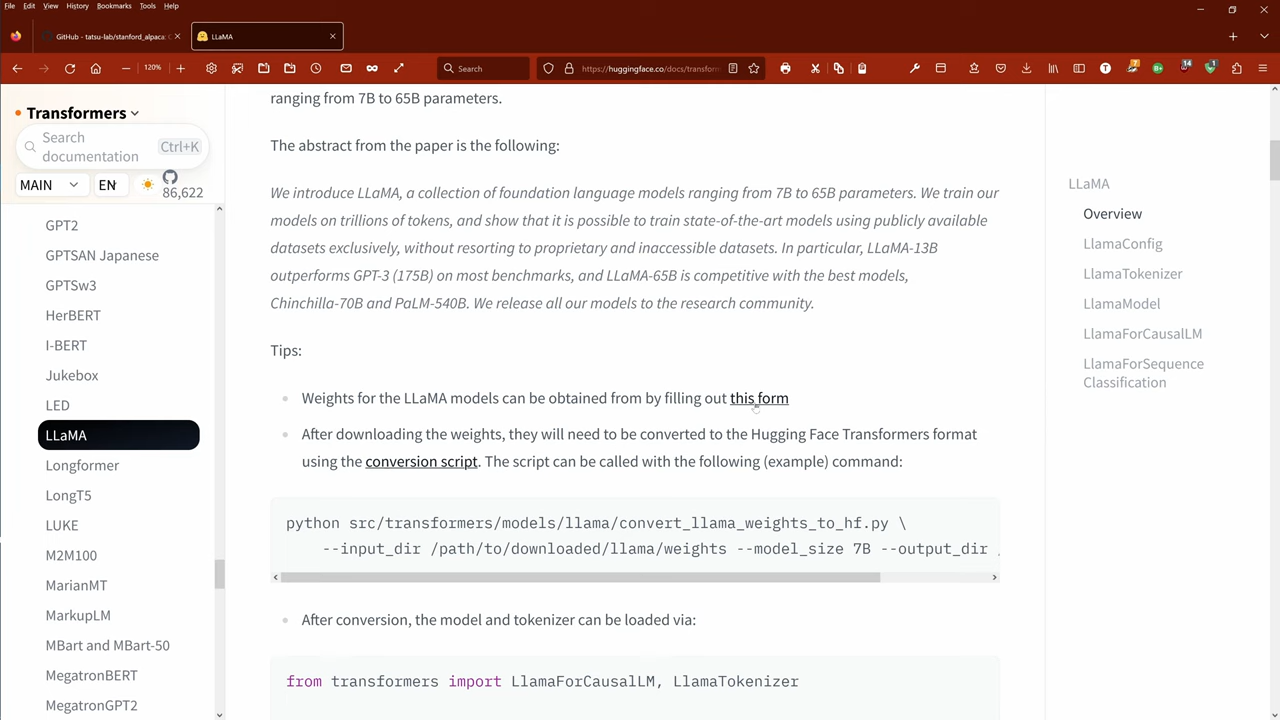 File Edit View History Bookmarks Tools Help
GitHub - tatsu-lab/stanford_alpaca: C
LLaMA
120%
Search
https://huggingface.co/docs/transform
14
Transformers
Search documentation Ctrl+K
MAIN
EN
86,622
GPT2
GPTSAN Japanese
GPTSw3
HerBERT
I-BERT
Jukebox
LED
LLaMA
Longformer
LongT5
LUKE
M2M100
MarianMT
MarkupLM
MBart and MBart-50
MegatronBERT
MegatronGPT2
ranging from 7B to 65B parameters.
The abstract from the paper is the following:
We introduce LLaMA, a collection of foundation language models ranging from 7B to 65B parameters. We train our
models on trillions of tokens, and show that it is possible to train state-of-the-art models using publicly available
datasets exclusively, without resorting to proprietary and inaccessible datasets. In particular, LLaMA-13B
outperforms GPT-3 (175B) on most benchmarks, and LLaMA-65B is competitive with the best models,
Chinchilla-70B and PaLM-540B. We release all our models to the research community.
Tips:
Weights for the LLaMA models can be obtained from by filling out this form
After downloading the weights, they will need to be converted to the Hugging Face Transformers format
using the conversion script. The script can be called with the following (example) command:
python src/transformers/models/llama/convert_llama_weights_to_hf.py \
--input_dir /path/to/downloaded/llama/weights --model_size 7B --output_dir
After conversion, the model and tokenizer can be loaded via:
from transformers import LlamaForCausalLM, LlamaTokenizer
LLaMA
Overview
LlamaConfig
LlamaTokenizer
LlamaModel
LlamaForCausalLM
LlamaForSequence
Classification